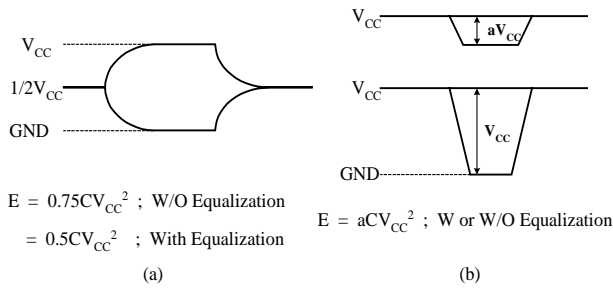 V_CC
1/2V_CC
GND
E = 0.75CV_CC^2 ; W/O Equalization
= 0.5CV_CC^2 ; With Equalization
(a)
V_CC
aV_CC
V_CC
V_CC
GND
E = aCV_CC^2 ; W or W/O Equalization
(b)